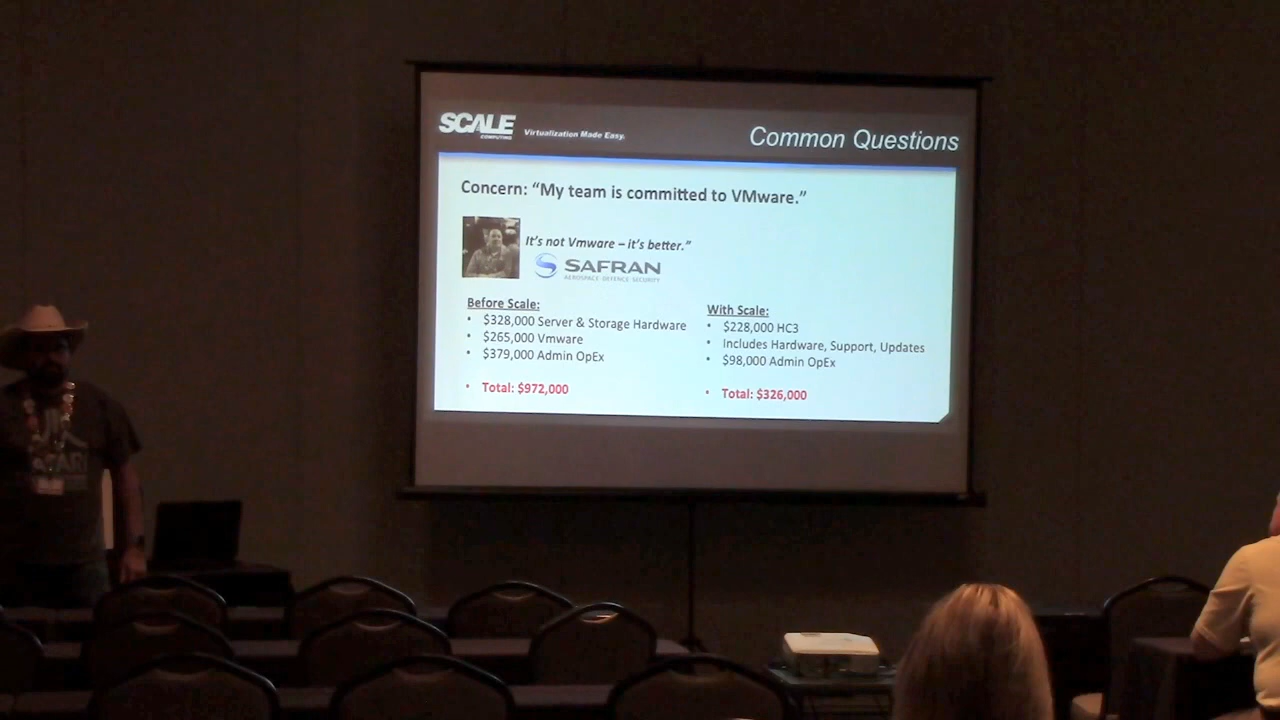 SCALE
COMPUTING
Virtualization Made Easy.
Common Questions
Concern: “My team is committed to VMware.”
It’s not Vmware – it’s better.”
SAFRAN
AEROSPACE DEFENCE SECURITY
Before Scale:
• $328,000 Server & Storage Hardware
• $265,000 Vmware
• $379,000 Admin OpEx
• Total: $972,000
With Scale:
• $228,000 HC3
• Includes Hardware, Support, Updates
• $98,000 Admin OpEx
• Total: $326,000
ATARI